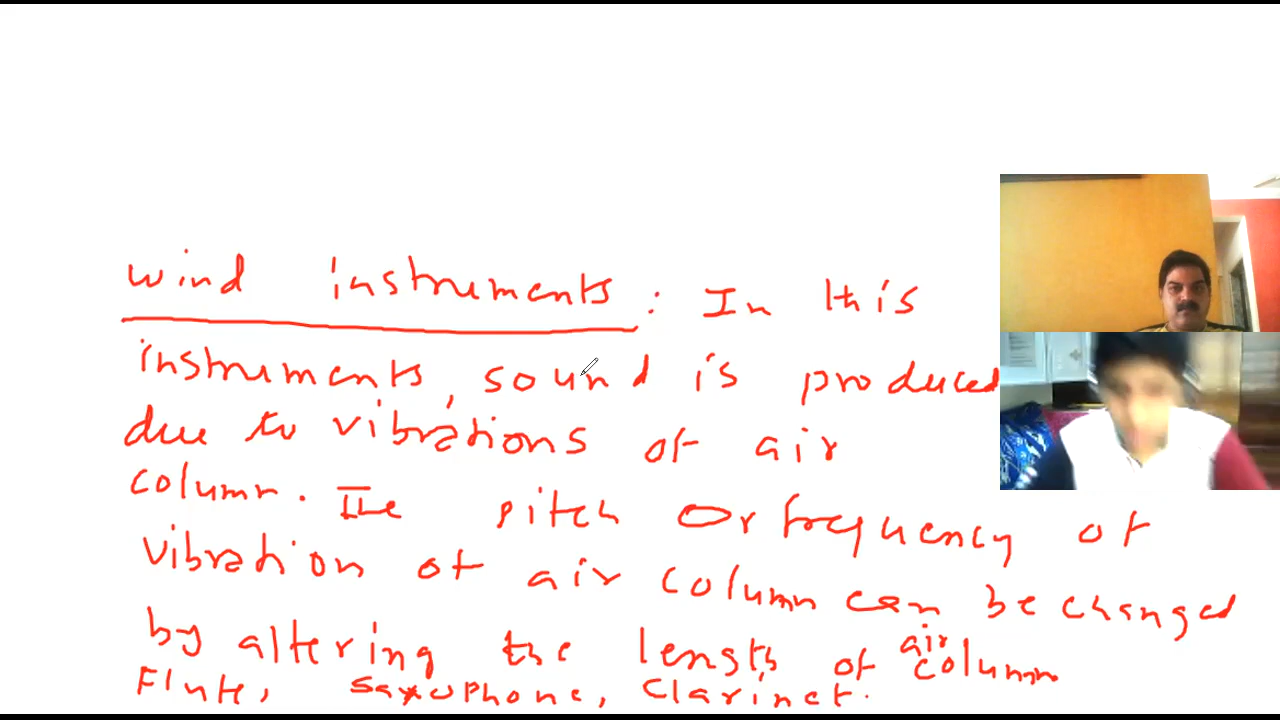 wind instruments : In this
instruments, sound is produced
due to vibrations of air
column. The pitch or frequency of
vibration of air column can be changed
by altering the length of air column
Flute, saxophone, clarinet.